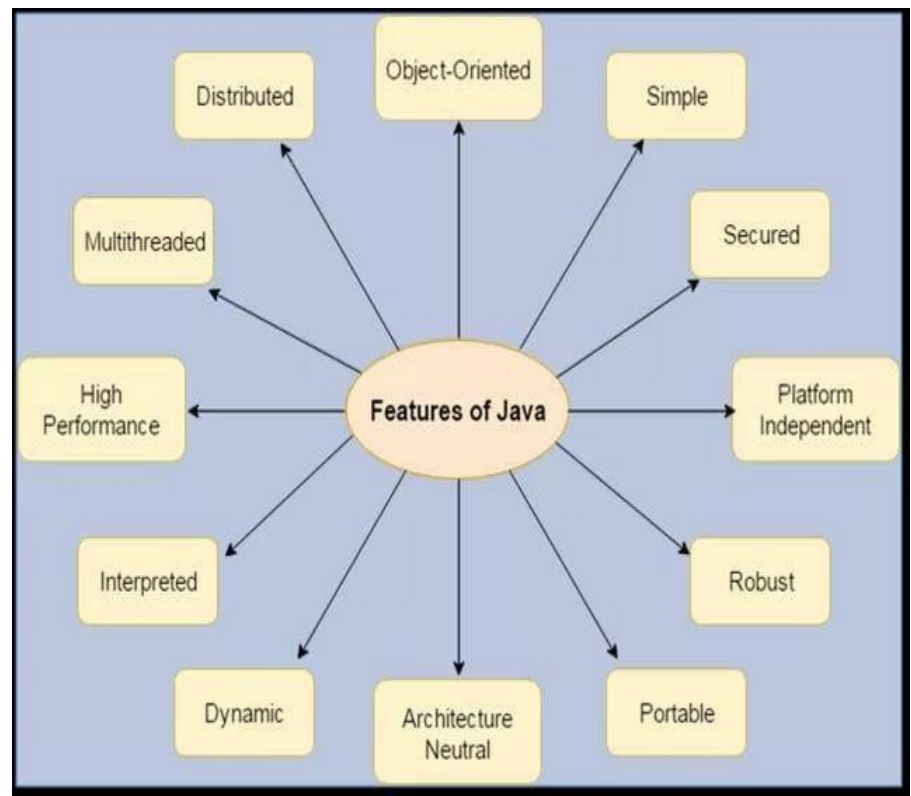 Object-Oriented
Distributed
Simple
Multithreaded
Secured
High
Performance
Features of Java
Platform
Independent
Interpreted
Robust
Dynamic
Architecture
Neutral
Portable